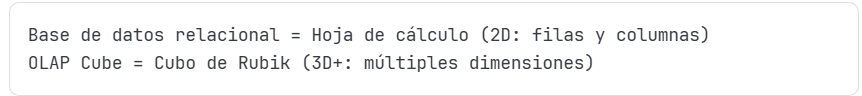 Base de datos relacional = Hoja de cálculo (2D: filas y columnas)
OLAP Cube = Cubo de Rubik (3D+: múltiples dimensiones)